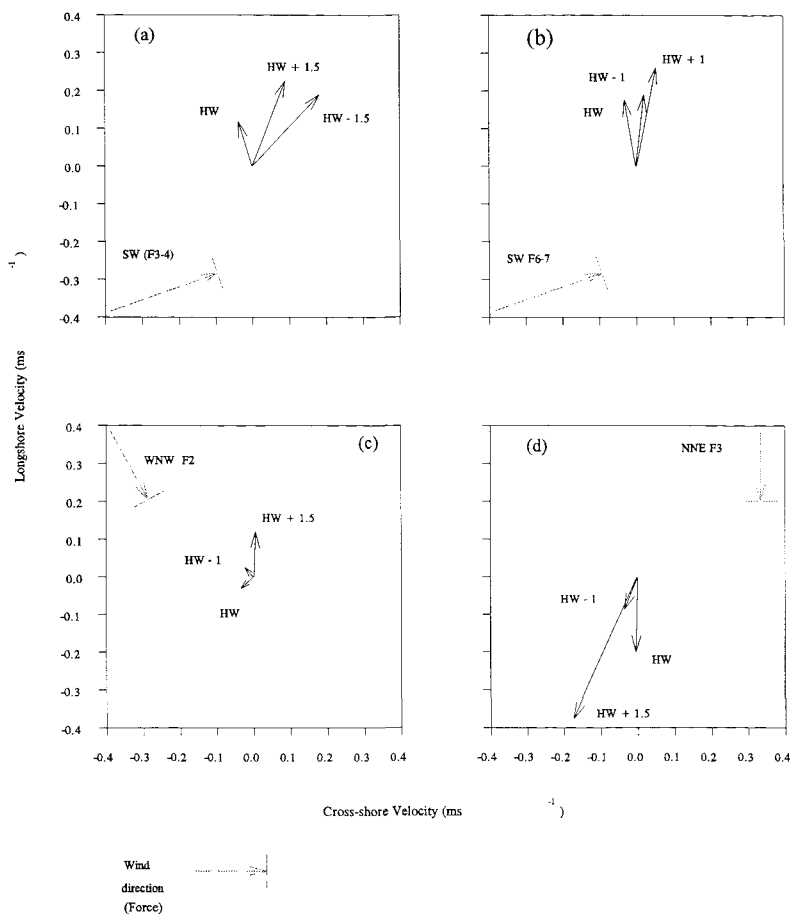 0.4
0.3
0.2
0.1
0.0
-0.1
-0.2
-0.3
-0.4
(a)
HW + 1.5
HW
HW - 1.5
SW (F3-4)
(b)
HW + 1
HW - 1
HW
SW F6-7
Longshore Velocity (ms -1 )
0.4
0.3
0.2
0.1
0.0
-0.1
-0.2
-0.3
-0.4
(c)
WNW F2
HW + 1.5
HW - 1
HW
(d)
NNE F3
HW - 1
HW
HW + 1.5
-0.4 -0.3 -0.2 -0.1 0.0 0.1 0.2 0.3 0.4
-0.4 -0.3 -0.2 -0.1 0.0 0.1 0.2 0.3 0.4
Cross-shore Velocity (ms -1 )
Wind
direction
(Force)